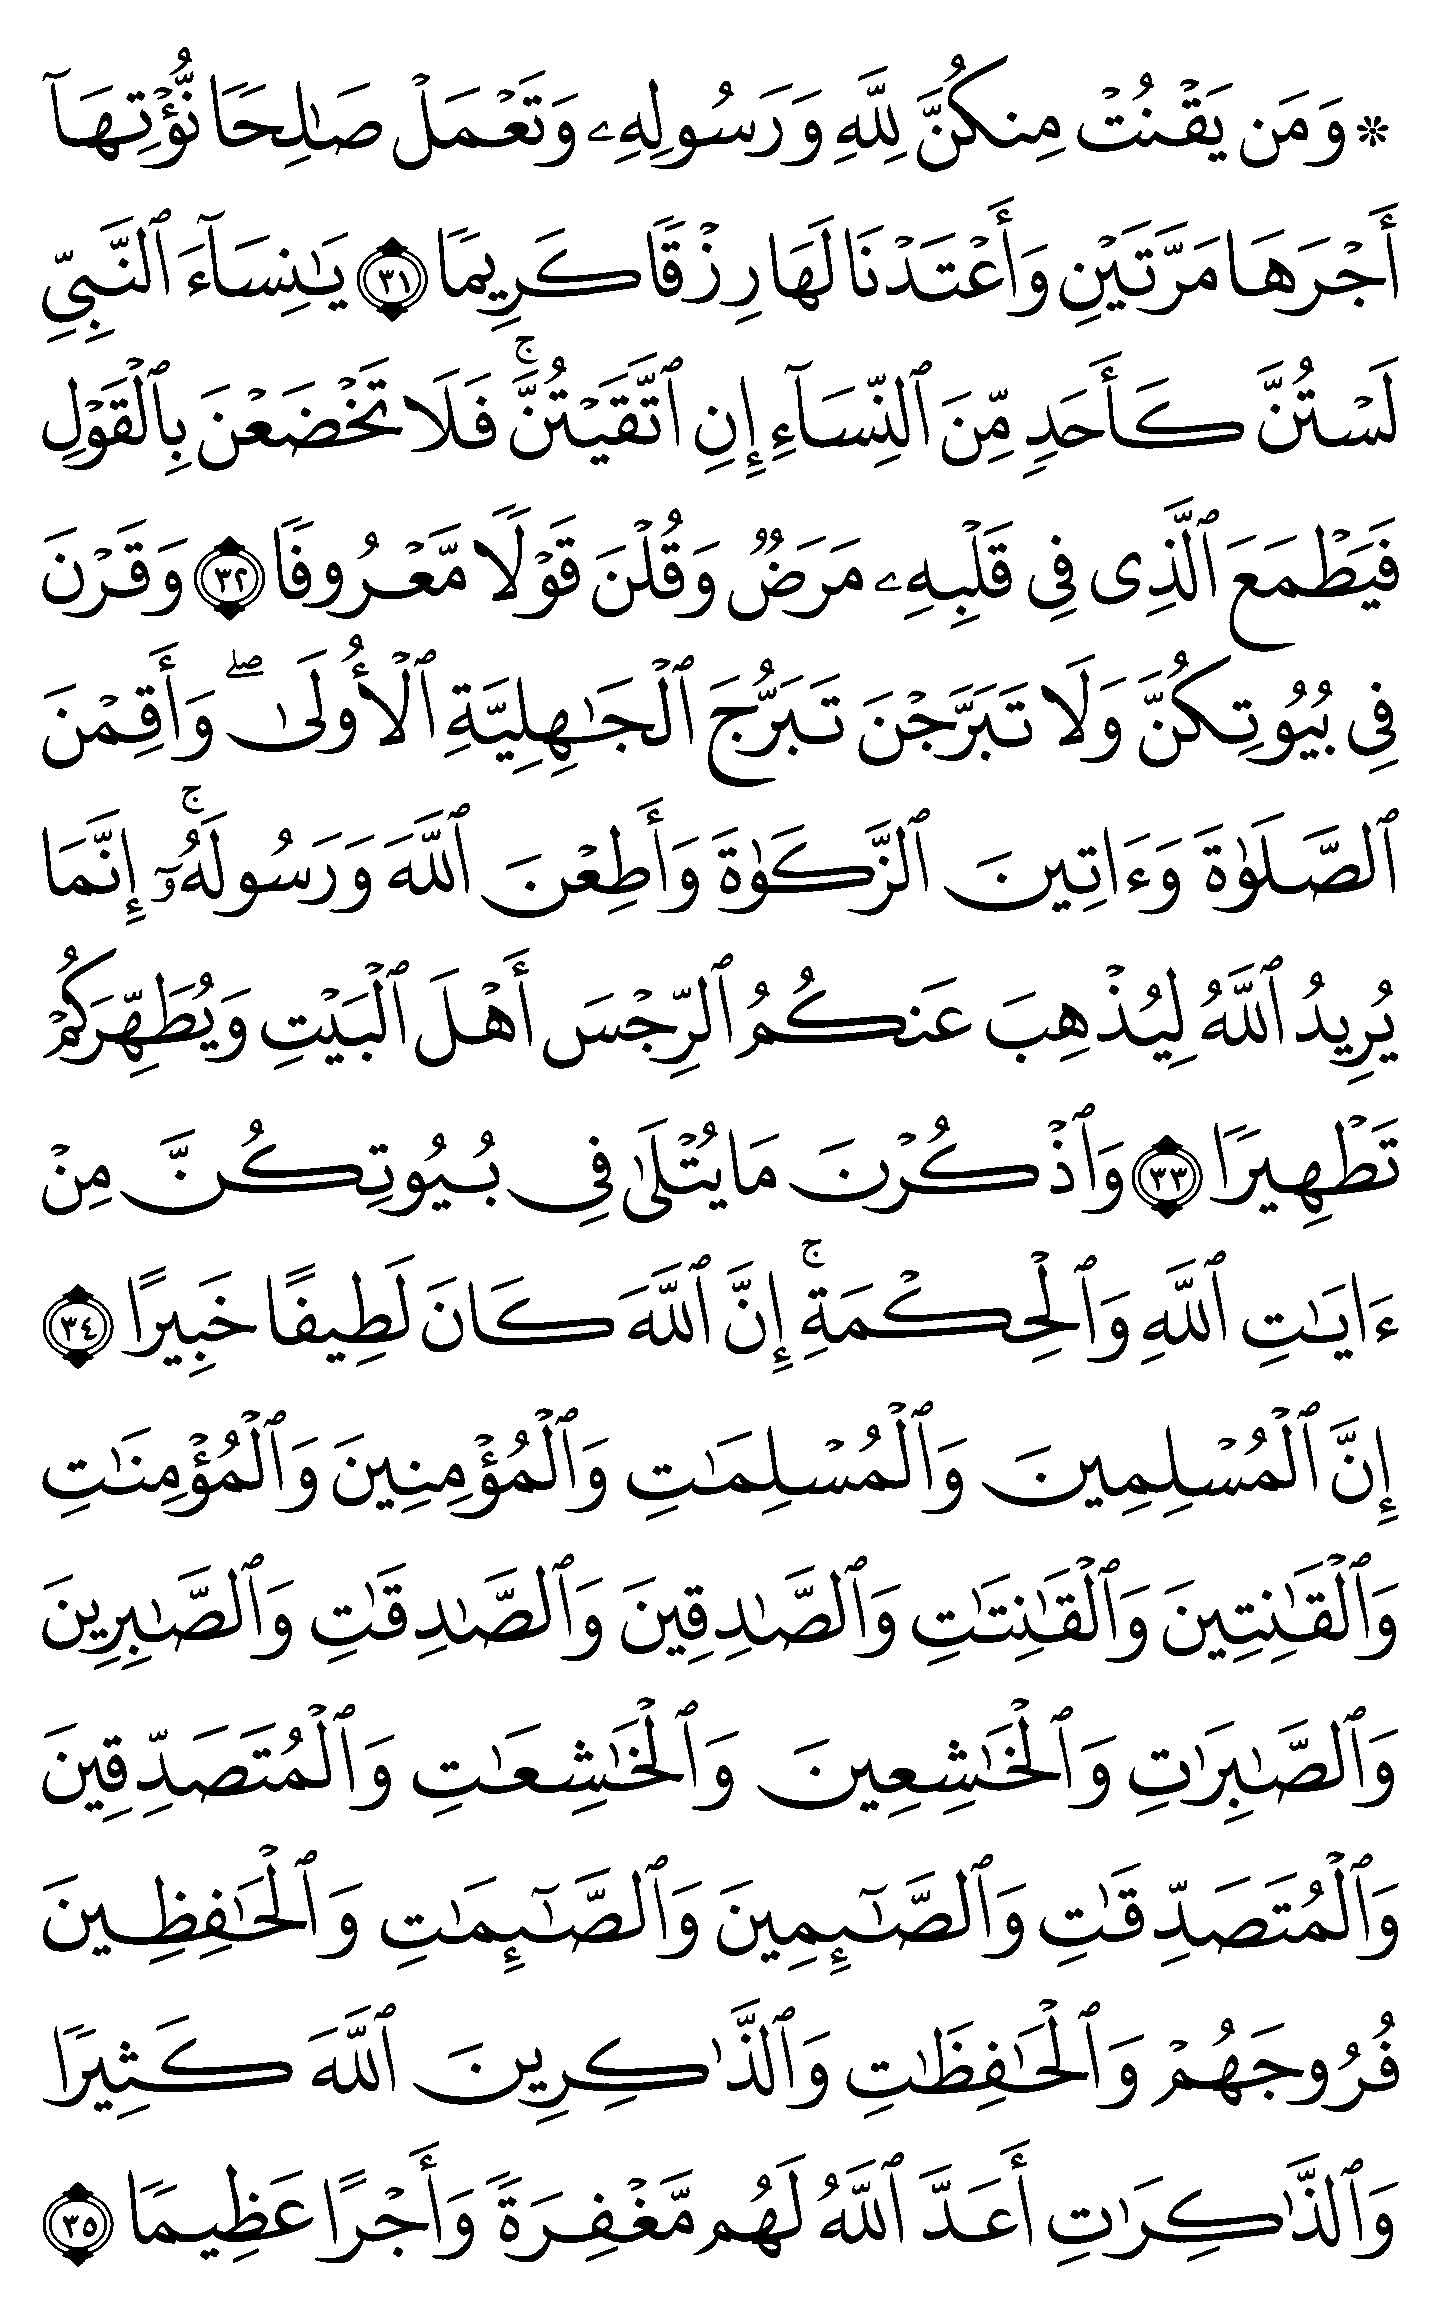 ۞ وَمَن يَقۡنُتۡ مِنكُنَّ لِلَّهِ وَرَسُولِهِۦ وَتَعۡمَلۡ صَٰلِحٗا نُّؤۡتِهَآ
أَجۡرَهَا مَرَّتَيۡنِ وَأَعۡتَدۡنَا لَهَا رِزۡقٗا كَرِيمٗا ٣١ يَٰنِسَآءَ ٱلنَّبِيِّ
لَسۡتُنَّ كَأَحَدٖ مِّنَ ٱلنِّسَآءِ إِنِ ٱتَّقَيۡتُنَّۚ فَلَا تَخۡضَعۡنَ بِٱلۡقَوۡلِ
فَيَطۡمَعَ ٱلَّذِي فِي قَلۡبِهِۦ مَرَضٞ وَقُلۡنَ قَوۡلٗا مَّعۡرُوفٗا ٣٢ وَقَرۡنَ
فِي بُيُوتِكُنَّ وَلَا تَبَرَّجۡنَ تَبَرُّجَ ٱلۡجَٰهِلِيَّةِ ٱلۡأُولَىٰۖ وَأَقِمۡنَ
ٱلصَّلَوٰةَ وَءَاتِينَ ٱلزَّكَوٰةَ وَأَطِعۡنَ ٱللَّهَ وَرَسُولَهُۥٓۚ إِنَّمَا
يُرِيدُ ٱللَّهُ لِيُذۡهِبَ عَنكُمُ ٱلرِّجۡسَ أَهۡلَ ٱلۡبَيۡتِ وَيُطَهِّرَكُمۡ
تَطۡهِيرٗا ٣٣ وَٱذۡكُرۡنَ مَا يُتۡلَىٰ فِي بُيُوتِكُنَّ مِنۡ
ءَايَٰتِ ٱللَّهِ وَٱلۡحِكۡمَةِۚ إِنَّ ٱللَّهَ كَانَ لَطِيفًا خَبِيرًا ٣٤
إِنَّ ٱلۡمُسۡلِمِينَ وَٱلۡمُسۡلِمَٰتِ وَٱلۡمُؤۡمِنِينَ وَٱلۡمُؤۡمِنَٰتِ
وَٱلۡقَٰنِتِينَ وَٱلۡقَٰنِتَٰتِ وَٱلصَّٰدِقِينَ وَٱلصَّٰدِقَٰتِ وَٱلصَّٰبِرِينَ
وَٱلصَّٰبِرَٰتِ وَٱلۡخَٰشِعِينَ وَٱلۡخَٰشِعَٰتِ وَٱلۡمُتَصَدِّقِينَ
وَٱلۡمُتَصَدِّقَٰتِ وَٱلصَّٰٓئِمِينَ وَٱلصَّٰٓئِمَٰتِ وَٱلۡحَٰفِظِينَ
فُرُوجَهُمۡ وَٱلۡحَٰفِظَٰتِ وَٱلذَّٰكِرِينَ ٱللَّهَ كَثِيرٗا
وَٱلذَّٰكِرَٰتِ أَعَدَّ ٱللَّهُ لَهُم مَّغۡفِرَةٗ وَأَجۡرًا عَظِيمٗا ٣٥